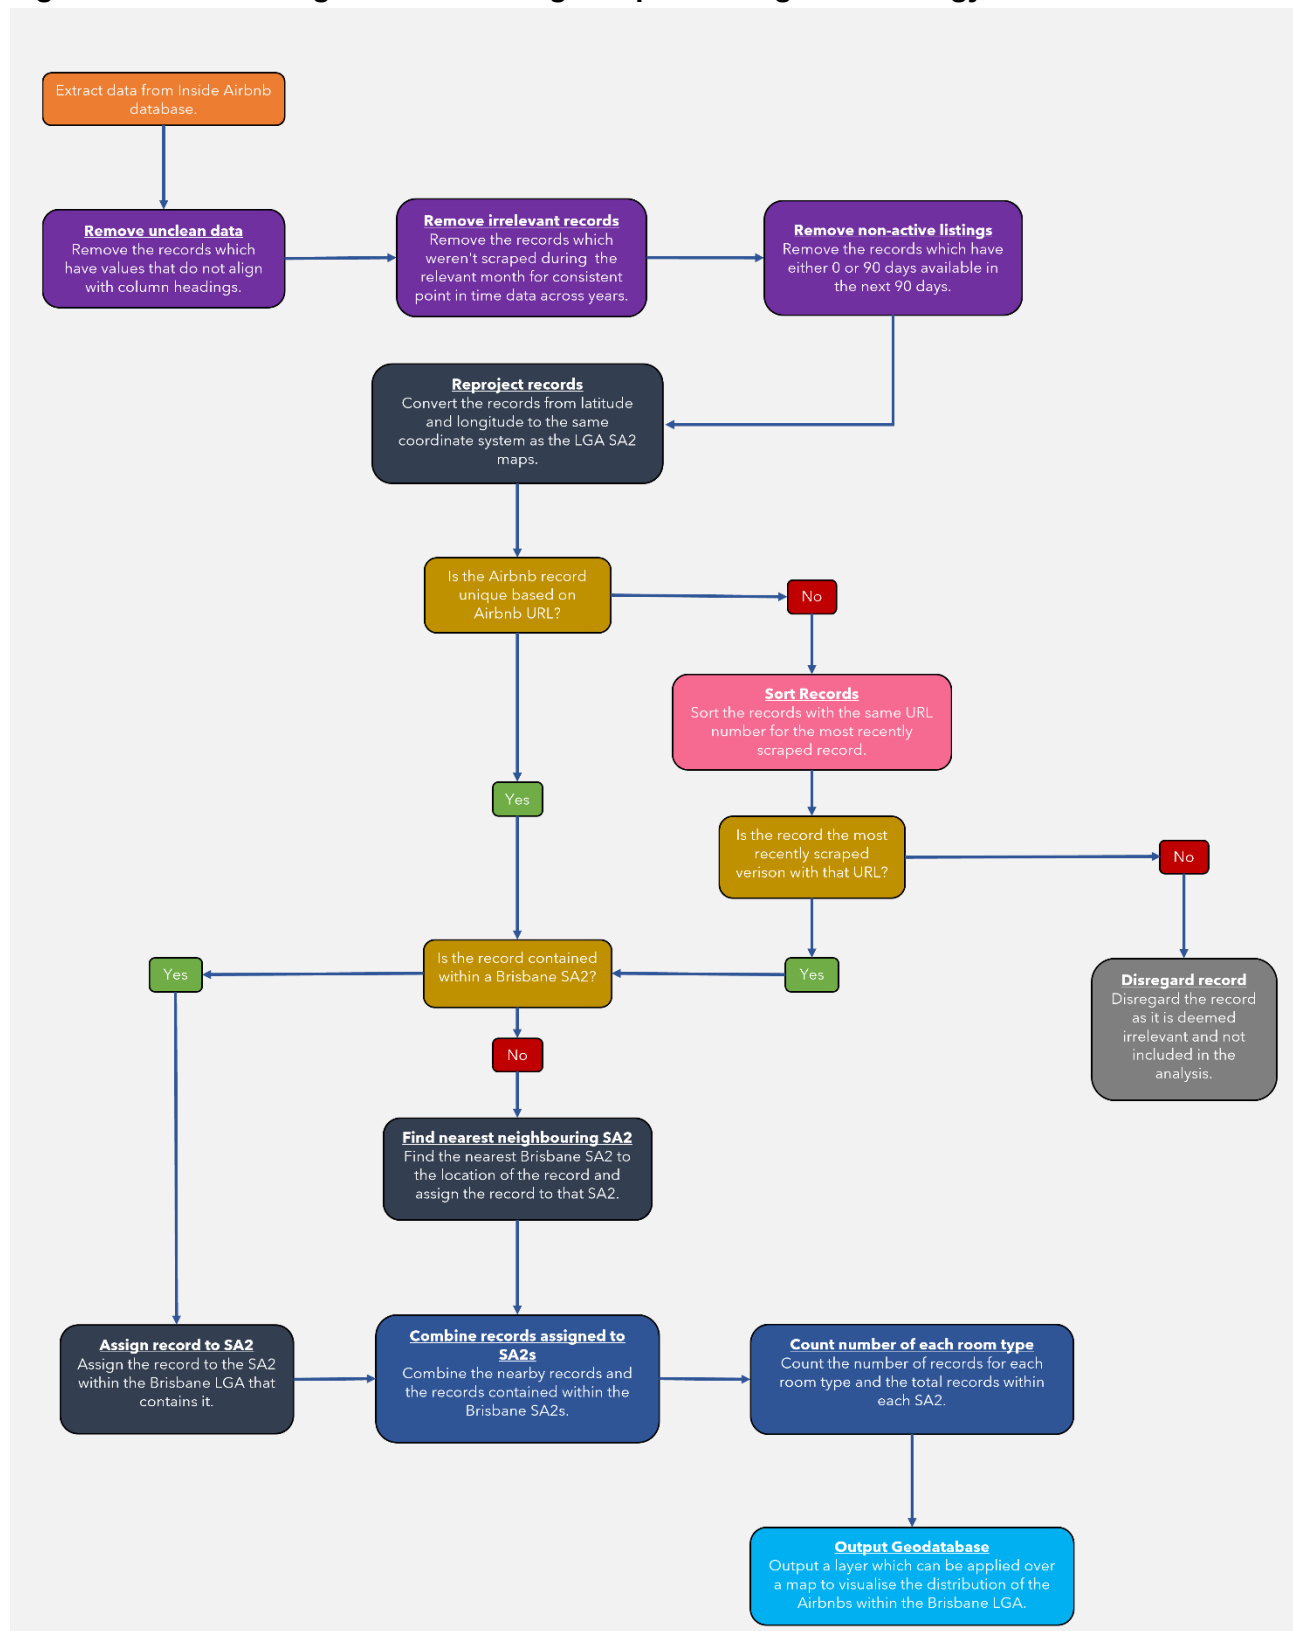 Extract data from Inside Airbnb
database.
Remove unclean data
Remove the records which
have values that do not align
with column headings.
Remove irrelevant records
Remove the records which
weren't scraped during the
relevant month for consistent
point in time data across years.
Remove non-active listings
Remove the records which have
either 0 or 90 days available in
the next 90 days.
Reproject records
Convert the records from latitude
and longitude to the same
coordinate system as the LGA SA2
maps.
Is the Airbnb record
unique based on
Airbnb URL?
No
Sort Records
Sort the records with the same URL
number for the most recently
scraped record.
Yes
Is the record the most
recently scraped
verison with that URL?
No
Yes
Is the record contained
within a Brisbane SA2?
Yes
Disregard record
Disregard the record
as it is deemed
irrelevant and not
included in the
analysis.
No
Find nearest neighbouring SA2
Find the nearest Brisbane SA2 to
the location of the record and
assign the record to that SA2.
Assign record to SA2
Assign the record to the SA2
within the Brisbane LGA that
contains it.
Combine records assigned to
SA2s
Combine the nearby records and
the records contained within the
Brisbane SA2s.
Count number of each room type
Count the number of records for each
room type and the total records within
each SA2.
Output Geodatabase
Output a layer which can be applied over
a map to visualise the distribution of the
Airbnbs within the Brisbane LGA.